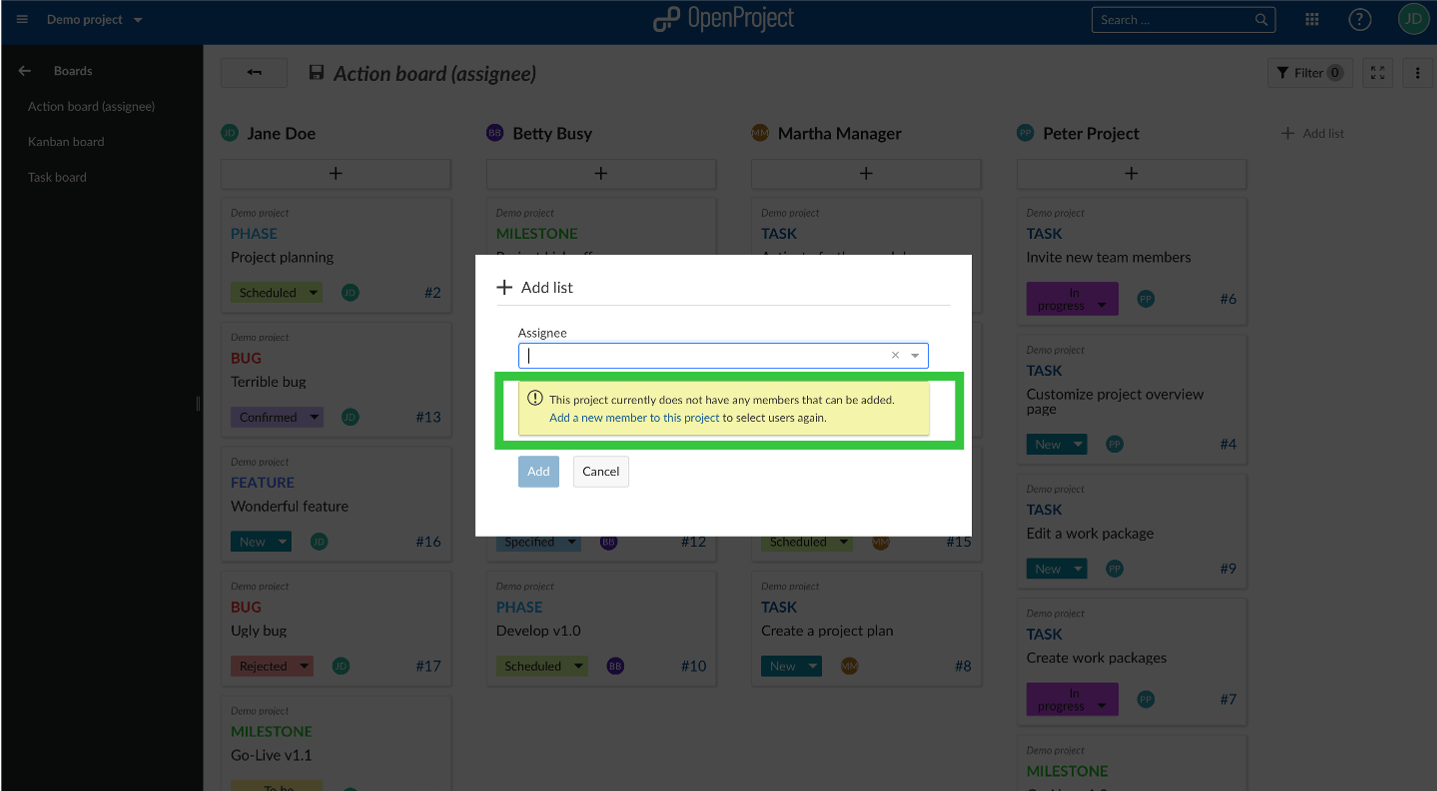 Demo project
OpenProject
Search ...
?
JD
Boards
Action board (assignee)
Kanban board
Task board
Action board (assignee)
Filter 0
JD Jane Doe
BB Betty Busy
MM Martha Manager
PP Peter Project
+ Add list
+
+
+
+
Demo project
PHASE
Project planning
Scheduled
JD
#2
Demo project
BUG
Terrible bug
Confirmed
JD
#13
Demo project
FEATURE
Wonderful feature
New
JD
#16
Demo project
BUG
Ugly bug
Rejected
JD
#17
Demo project
MILESTONE
Go-Live v1.1
To be
Demo project
MILESTONE
Specified
BB
#12
Demo project
PHASE
Develop v1.0
Scheduled
BB
#10
Demo project
TASK
Scheduled
MM
#15
Demo project
TASK
Create a project plan
New
MM
#8
Demo project
TASK
Invite new team members
In
progress
PP
#6
Demo project
TASK
Customize project overview
page
New
PP
#4
Demo project
TASK
Edit a work package
New
PP
#9
Demo project
TASK
Create work packages
In
progress
PP
#7
Demo project
MILESTONE
+ Add list
Assignee
This project currently does not have any members that can be added.
Add a new member to this project to select users again.
Add
Cancel